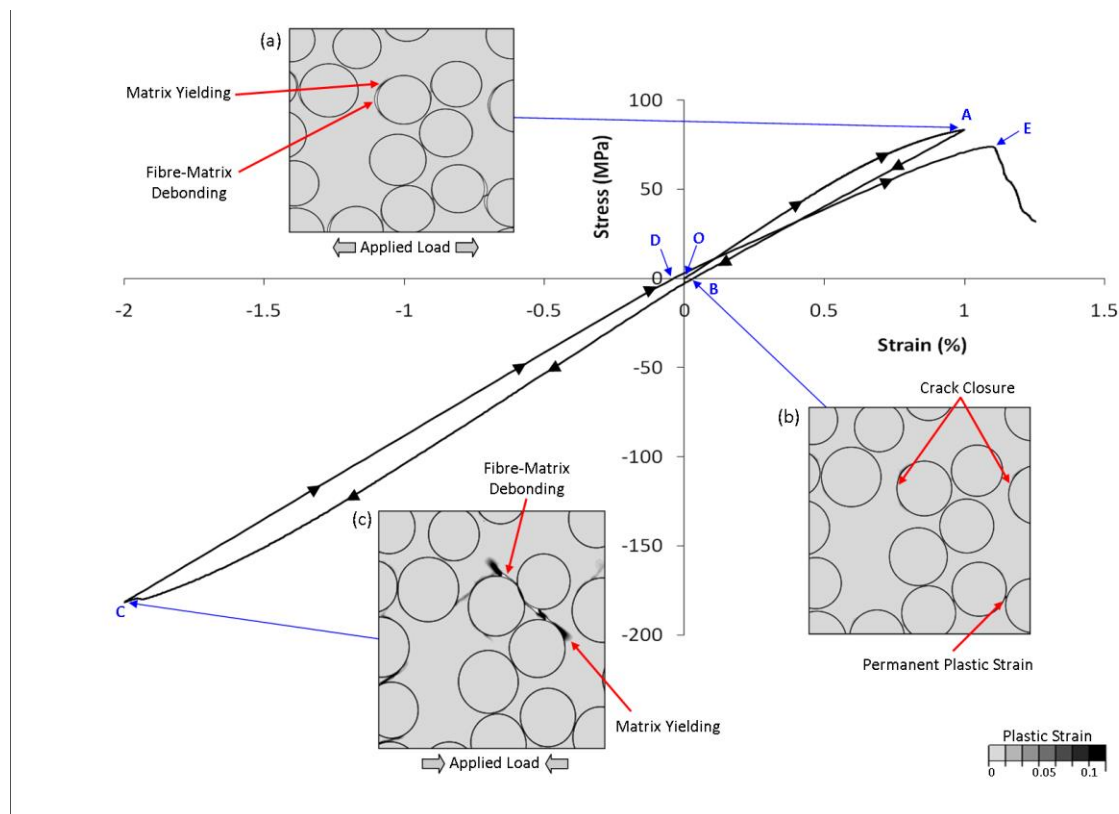 (a)
Matrix Yielding
Fibre-Matrix
Debonding
Applied Load
100
A
E
50
Stress (MPa)
D
O
0
B
-2
-1.5
-1
-0.5
0
0.5
1
1.5
Strain (%)
-50
-100
-150
-200
Crack Closure
(b)
Permanent Plastic Strain
Fibre-Matrix
Debonding
(c)
C
Matrix Yielding
Applied Load
Plastic Strain
0 0.05 0.1